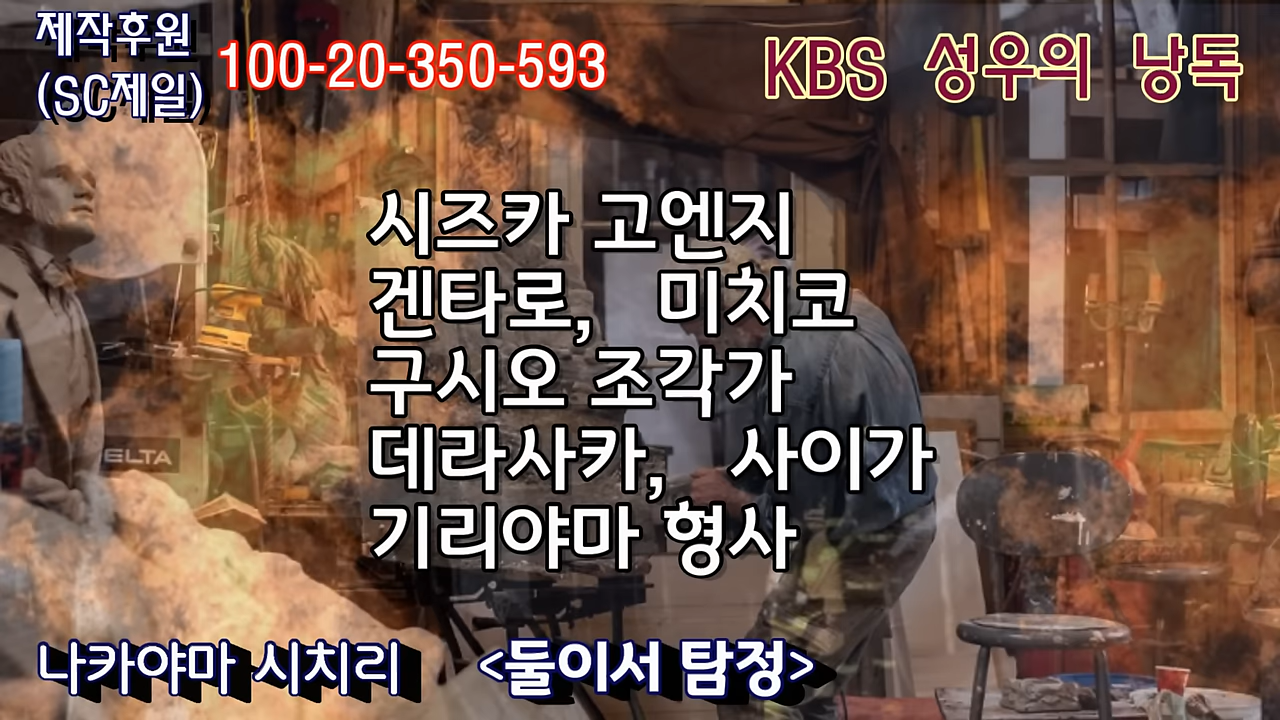 제작후원
(SC제일)
100-20-350-593
KBS 성우의 낭독
시즈카 고엔지
겐타로, 미치코
구시오 조각가
데라사카, 사이가
기리야마 형사
ELTA
나카야마 시치리 <둘이서 탐정>